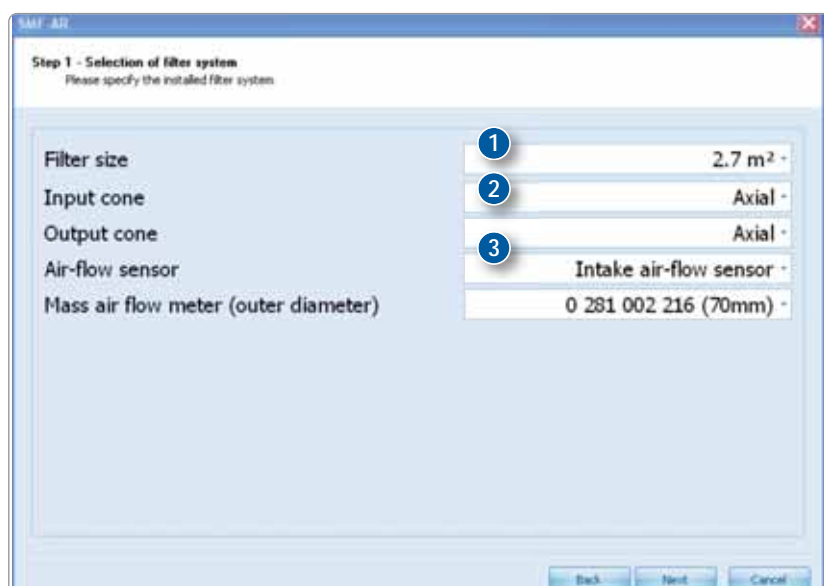 SMF-AR
Step 1 - Selection of filter system
Please specify the installed filter system
Filter size 1 2.7 m²
Input cone 2 Axial
Output cone Axial
3
Air-flow sensor Intake air-flow sensor
Mass air flow meter (outer diameter) 0 281 002 216 (70mm)
Back Next Cancel